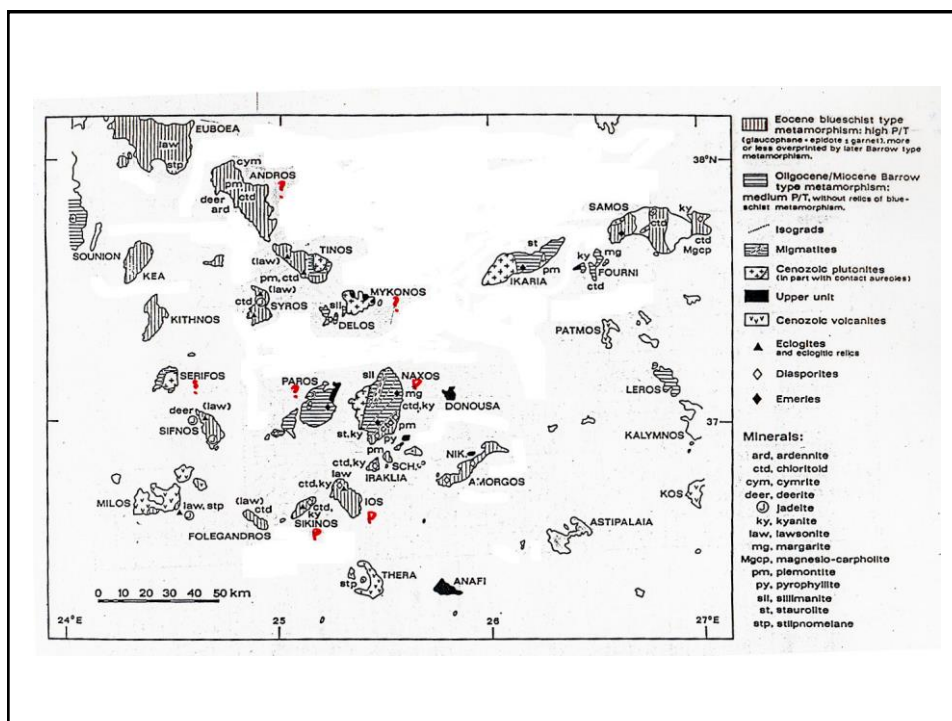 EUBOEA
law
stp
cym
ANDROS
?
pm
ctd
deer
ard
SOUNION
KEA
(law)
TINOS
pm, ctd
(law)
ctd
SYROS
MYKONOS
?
sil
DELOS
KITHNOS
SAMOS
ky
ctd
ctd
Mgcp
st
pm
IKARIA
ky
mg
FOURNI
ctd
PATMOS
SERIFOS
?
PAROS
?
sil
NAXOS
?
mg
ctd,ky
DONOUSA
LEROS
deer
(law)
SIFNOS
st,ky
pm
py
pm
KALYMNOS
NIK.
ctd,ky
SCH.
law
IRAKLIA
AMORGOS
ctd,ky
KOS
MILOS
law, stp
(law)
ctd
FOLEGANDROS
ctd,
ky
SIKINOS
?
IOS
?
ASTIPALAIA
stp
THERA
ANAFI
0 10 20 30 40 50 km
24°E
25
26
27°E
38°N
37
Eocene blueschist type
metamorphism: high P/T
(glaucophane + epidote ± garnet), more
or less overprinted by later Barrow type
metamorphism.
Oligocene/Miocene Barrow
type metamorphism:
medium P/T, without relics of blue-
schist metamorphism.
Isograds
Migmatites
Cenozoic plutonites
(in part with contact aureoles)
Upper unit
Cenozoic volcanites
Eclogites
and eclogitic relics
Diasporites
Emeries
Minerals:
ard, ardennite
ctd, chloritoid
cym, cymrite
deer, deerite
jadeite
ky, kyanite
law, lawsonite
mg, margarite
Mgcp, magnesio-carpholite
pm, piemontite
py, pyrophyllite
sil, sillimanite
st, staurolite
stp, stilpnomelane